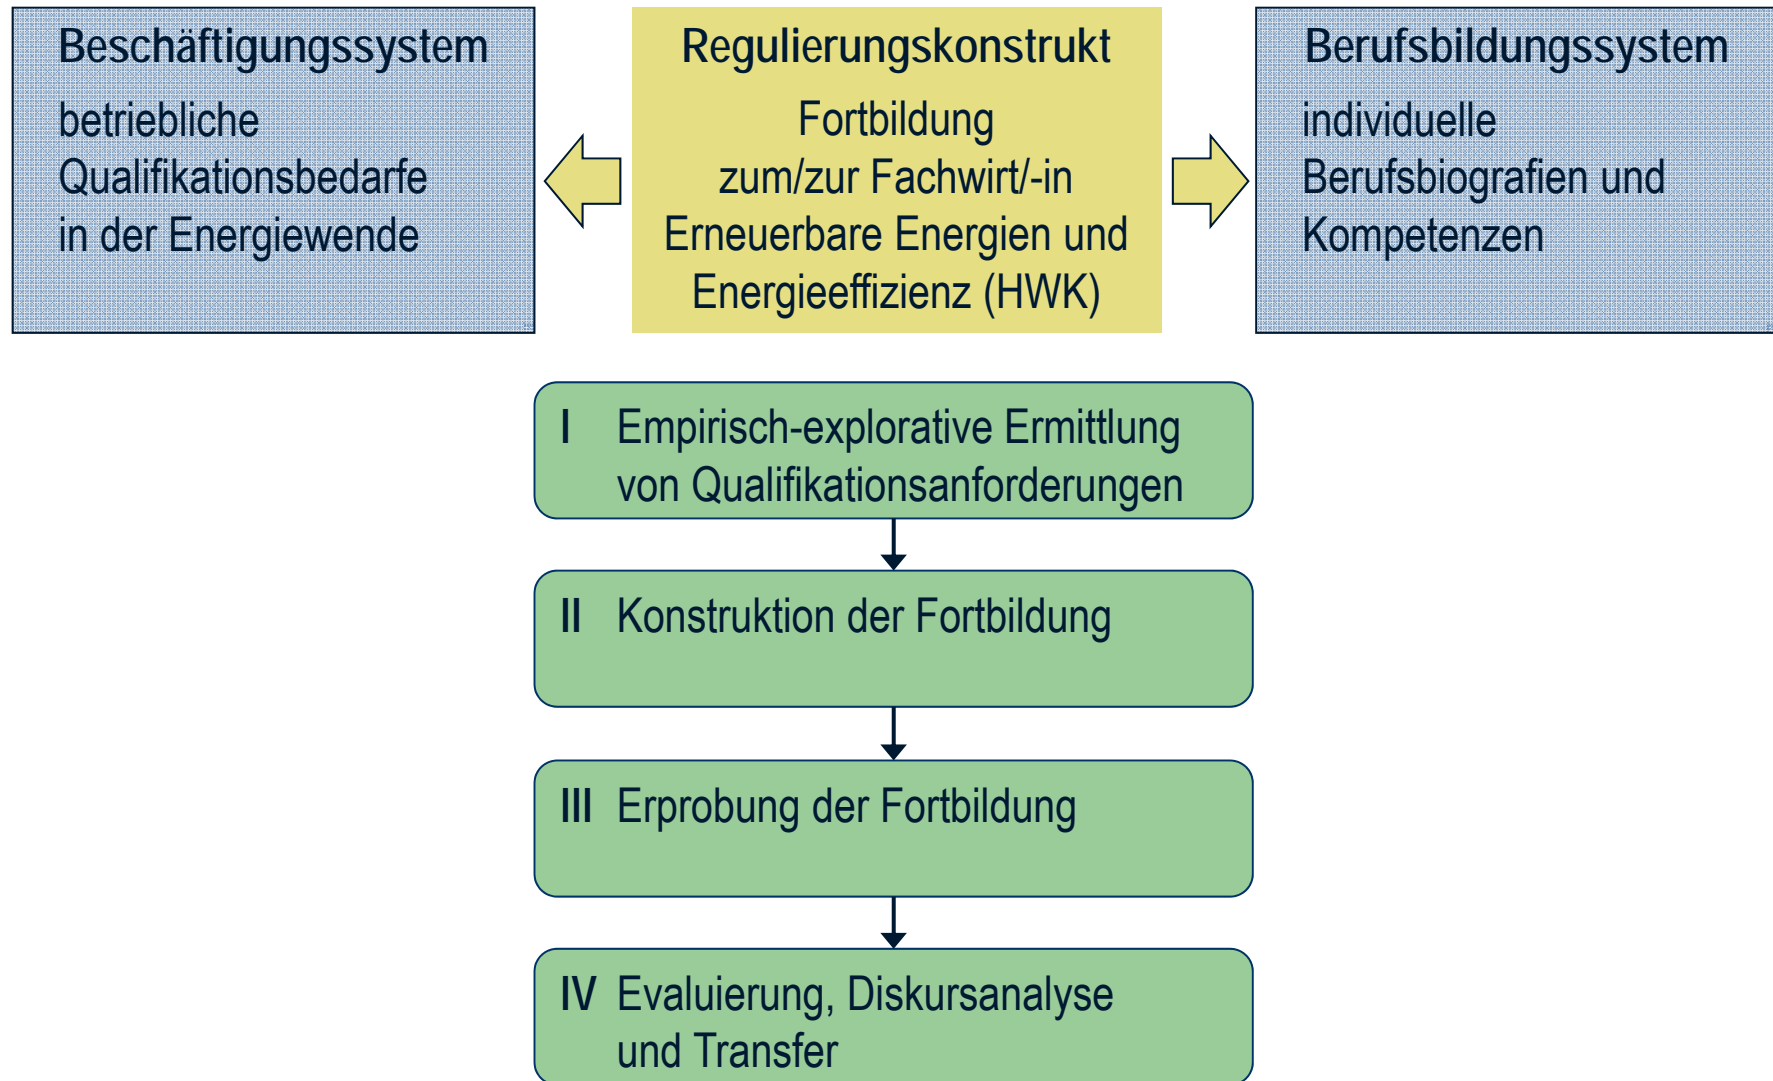 Beschäftigungssystem
betriebliche
Qualifikationsbedarfe
in der Energiewende
Regulierungskonstrukt
Fortbildung
zum/zur Fachwirt/-in
Erneuerbare Energien und
Energieeffizienz (HWK)
Berufsbildungssystem
individuelle
Berufsbiografien und
Kompetenzen
I Empirisch-explorative Ermittlung
von Qualifikationsanforderungen
II Konstruktion der Fortbildung
III Erprobung der Fortbildung
IV Evaluierung, Diskursanalyse
und Transfer